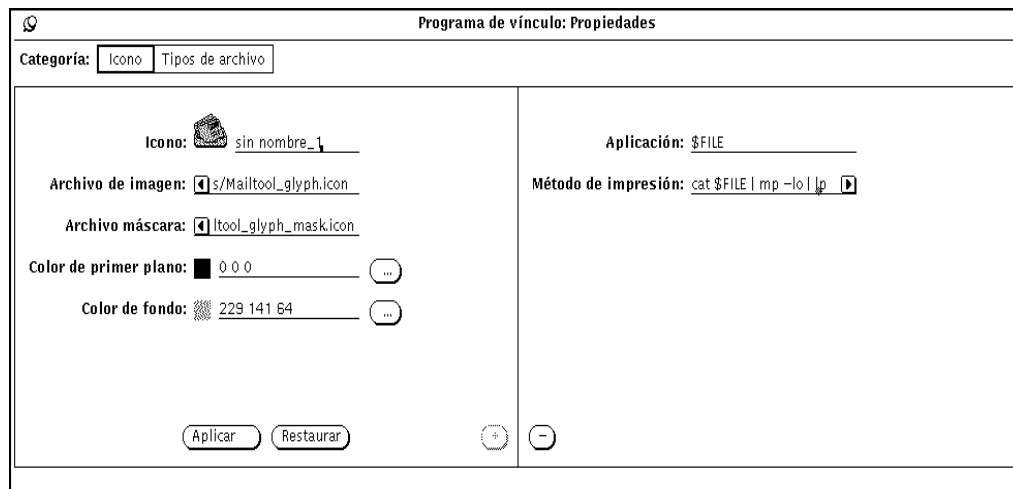 Programa de vínculo: Propiedades
Categoría: Icono Tipos de archivo
Icono: sin nombre_1
Archivo de imagen: s/Mailtool_glyph.icon
Archivo máscara: ltool_glyph_mask.icon
Color de primer plano: 0 0 0 ...
Color de fondo: 229 141 64 ...
Aplicar Restaurar +
Aplicación: $FILE
Método de impresión: cat $FILE | mp –lo | lp
–